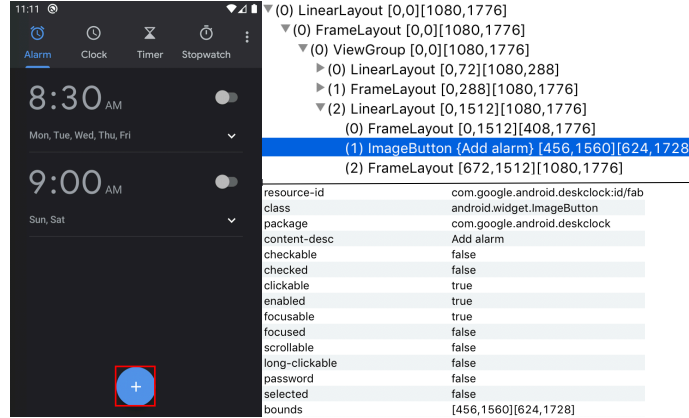 11:11
Alarm Clock Timer Stopwatch
8:30 AM
Mon, Tue, Wed, Thu, Fri
9:00 AM
Sun, Sat
+
(0) LinearLayout [0,0][1080,1776]
(0) FrameLayout [0,0][1080,1776]
(0) ViewGroup [0,0][1080,1776]
(0) LinearLayout [0,72][1080,288]
(1) FrameLayout [0,288][1080,1776]
(2) LinearLayout [0,1512][1080,1776]
(0) FrameLayout [0,1512][408,1776]
(1) ImageButton {Add alarm} [456,1560][624,1728
(2) FrameLayout [672,1512][1080,1776]
resource-id com.google.android.deskclock:id/fab
class android.widget.ImageButton
package com.google.android.deskclock
content-desc Add alarm
checkable false
checked false
clickable true
enabled true
focusable true
focused false
scrollable false
long-clickable false
password false
selected false
bounds [456,1560][624,1728]